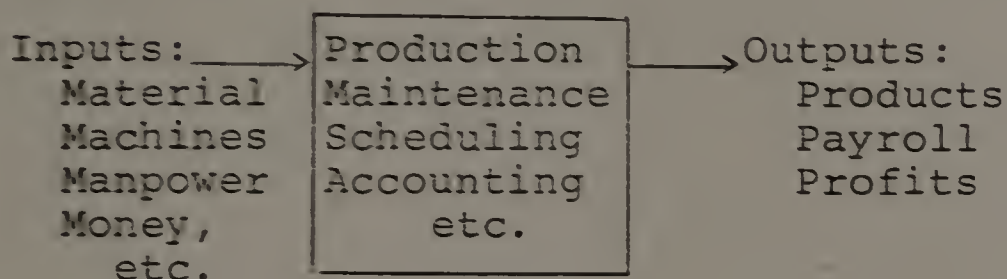 Inputs:
Material
Machines
Manpower
Money,
etc.
Production
Maintenance
Scheduling
Accounting
etc.
Outputs:
Products
Payroll
Profits